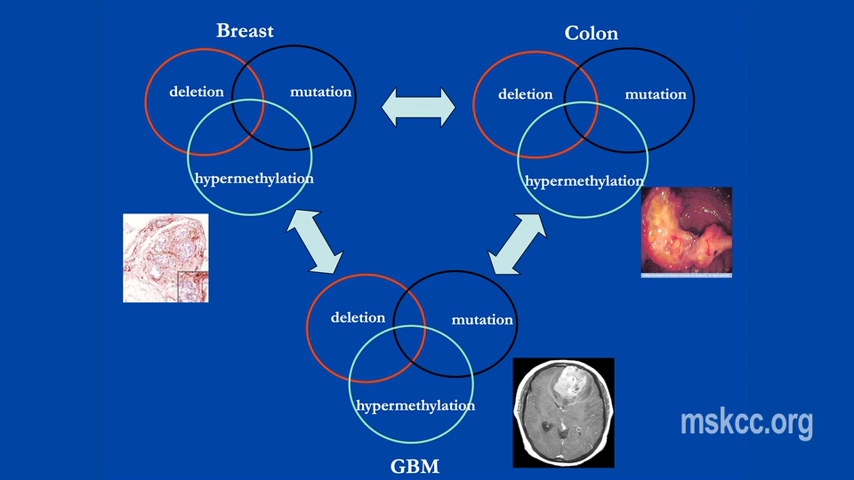 Breast
Colon
deletion
mutation
deletion
mutation
hypermethylation
hypermethylation
deletion
mutation
hypermethylation
mskcc.org
GBM